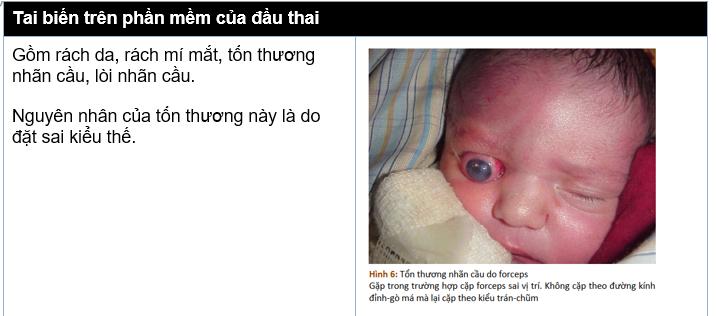 Tai biến trên phần mềm của đầu thai
Gồm rách da, rách mí mắt, tổn thương
nhãn cầu, lòi nhãn cầu.
Nguyên nhân của tổn thương này là do
đặt sai kiểu thế.
Hình 6: Tổn thương nhãn cầu do forceps
Gặp trong trường hợp cặp forceps sai vị trí. Không cặp theo đường kính
đỉnh-gò má mà lại cặp theo kiểu trán-chũm